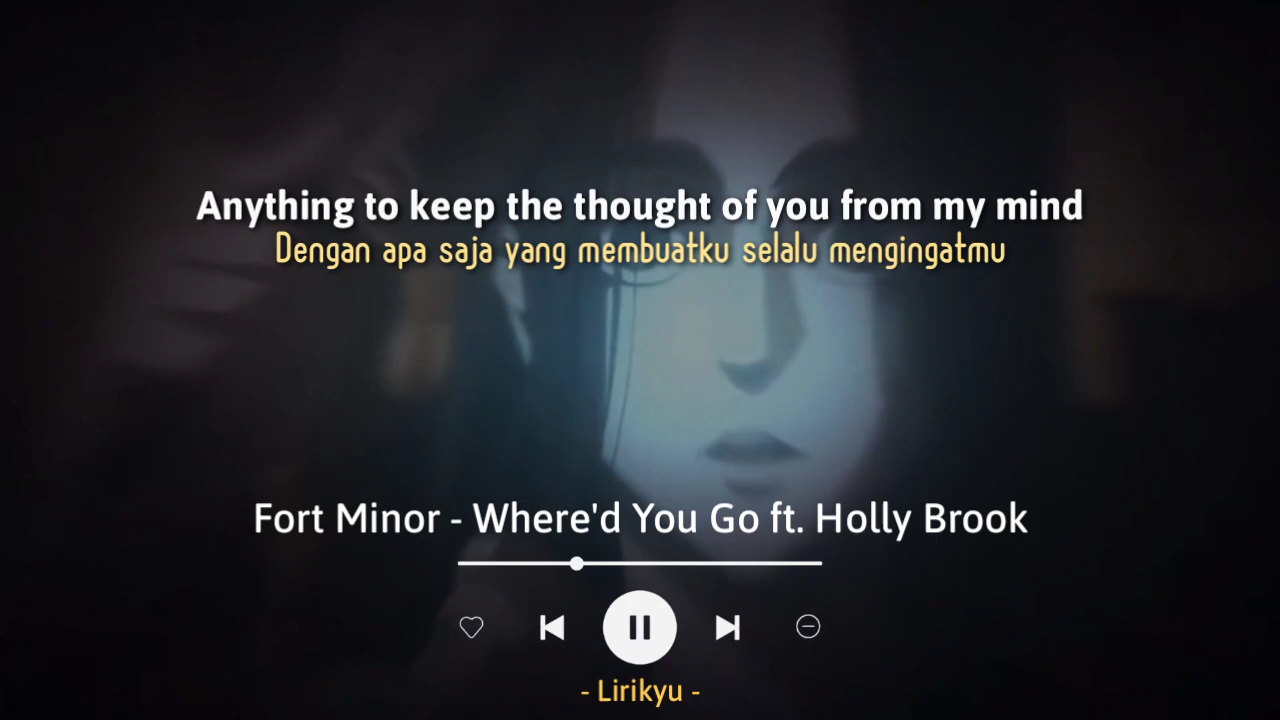 Anything to keep the thought of you from my mind
Dengan apa saja yang membuatku selalu mengingatmu
Fort Minor - Where'd You Go ft. Holly Brook
- Lirikyu -